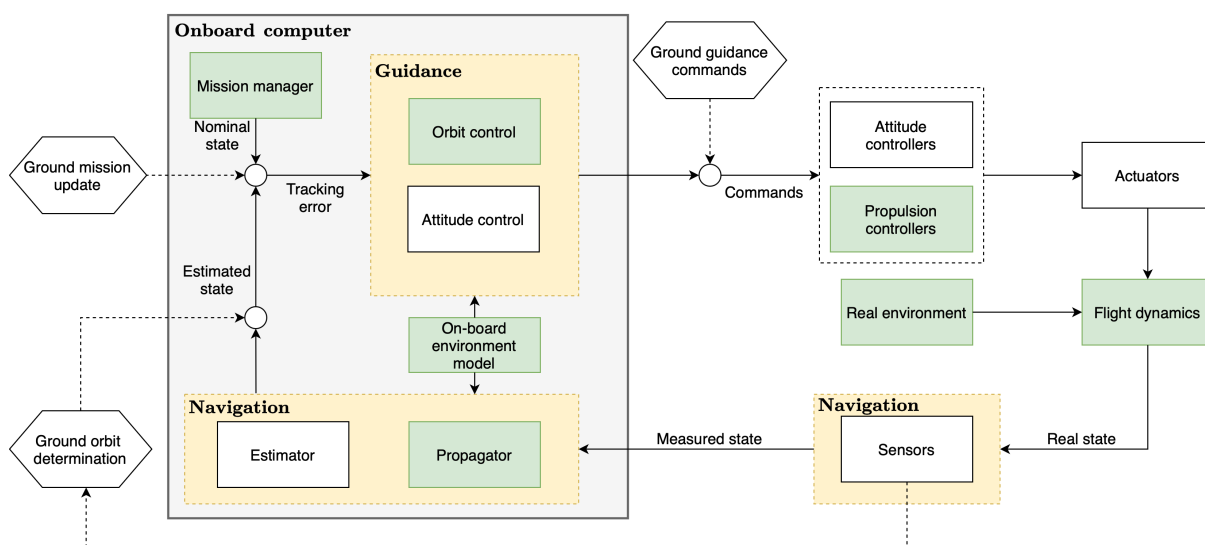 Onboard computer
Mission manager
Guidance
Ground guidance
commands
Orbit control
Attitude
controllers
Nominal
state
Ground mission
update
Tracking
error
Attitude control
Commands
Propulsion
controllers
Actuators
Estimated
state
On-board
environment
model
Real environment
Flight dynamics
Navigation
Navigation
Ground orbit
determination
Estimator
Propagator
Measured state
Sensors
Real state